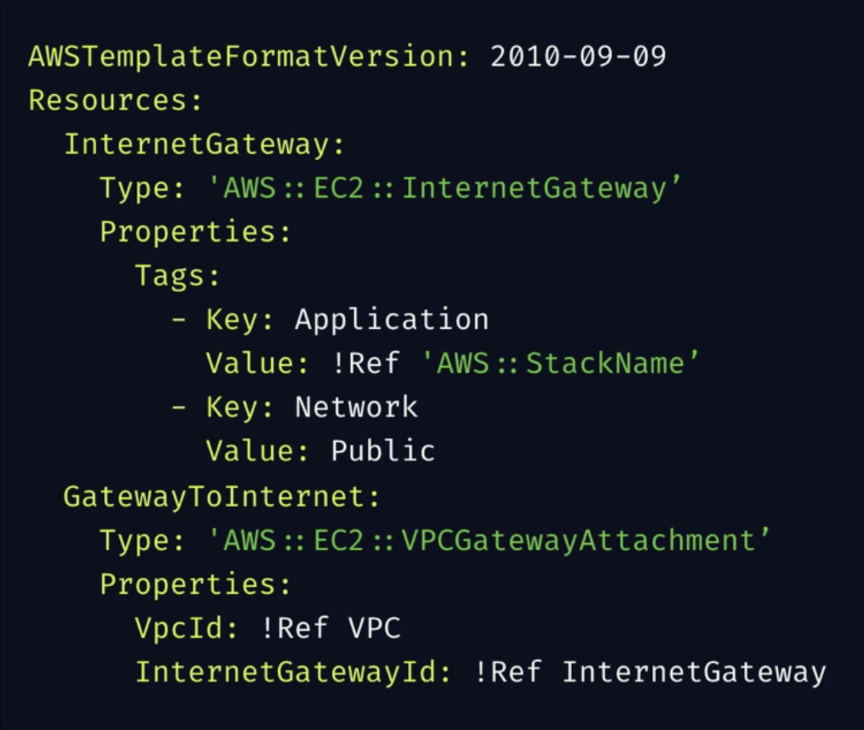 AWSTemplateFormatVersion: 2010-09-09
Resources:
  InternetGateway:
    Type: 'AWS::EC2::InternetGateway’
    Properties:
      Tags:
        - Key: Application
          Value: !Ref 'AWS::StackName’
        - Key: Network
          Value: Public
  GatewayToInternet:
    Type: 'AWS::EC2::VPCGatewayAttachment’
    Properties:
      VpcId: !Ref VPC
      InternetGatewayId: !Ref InternetGateway